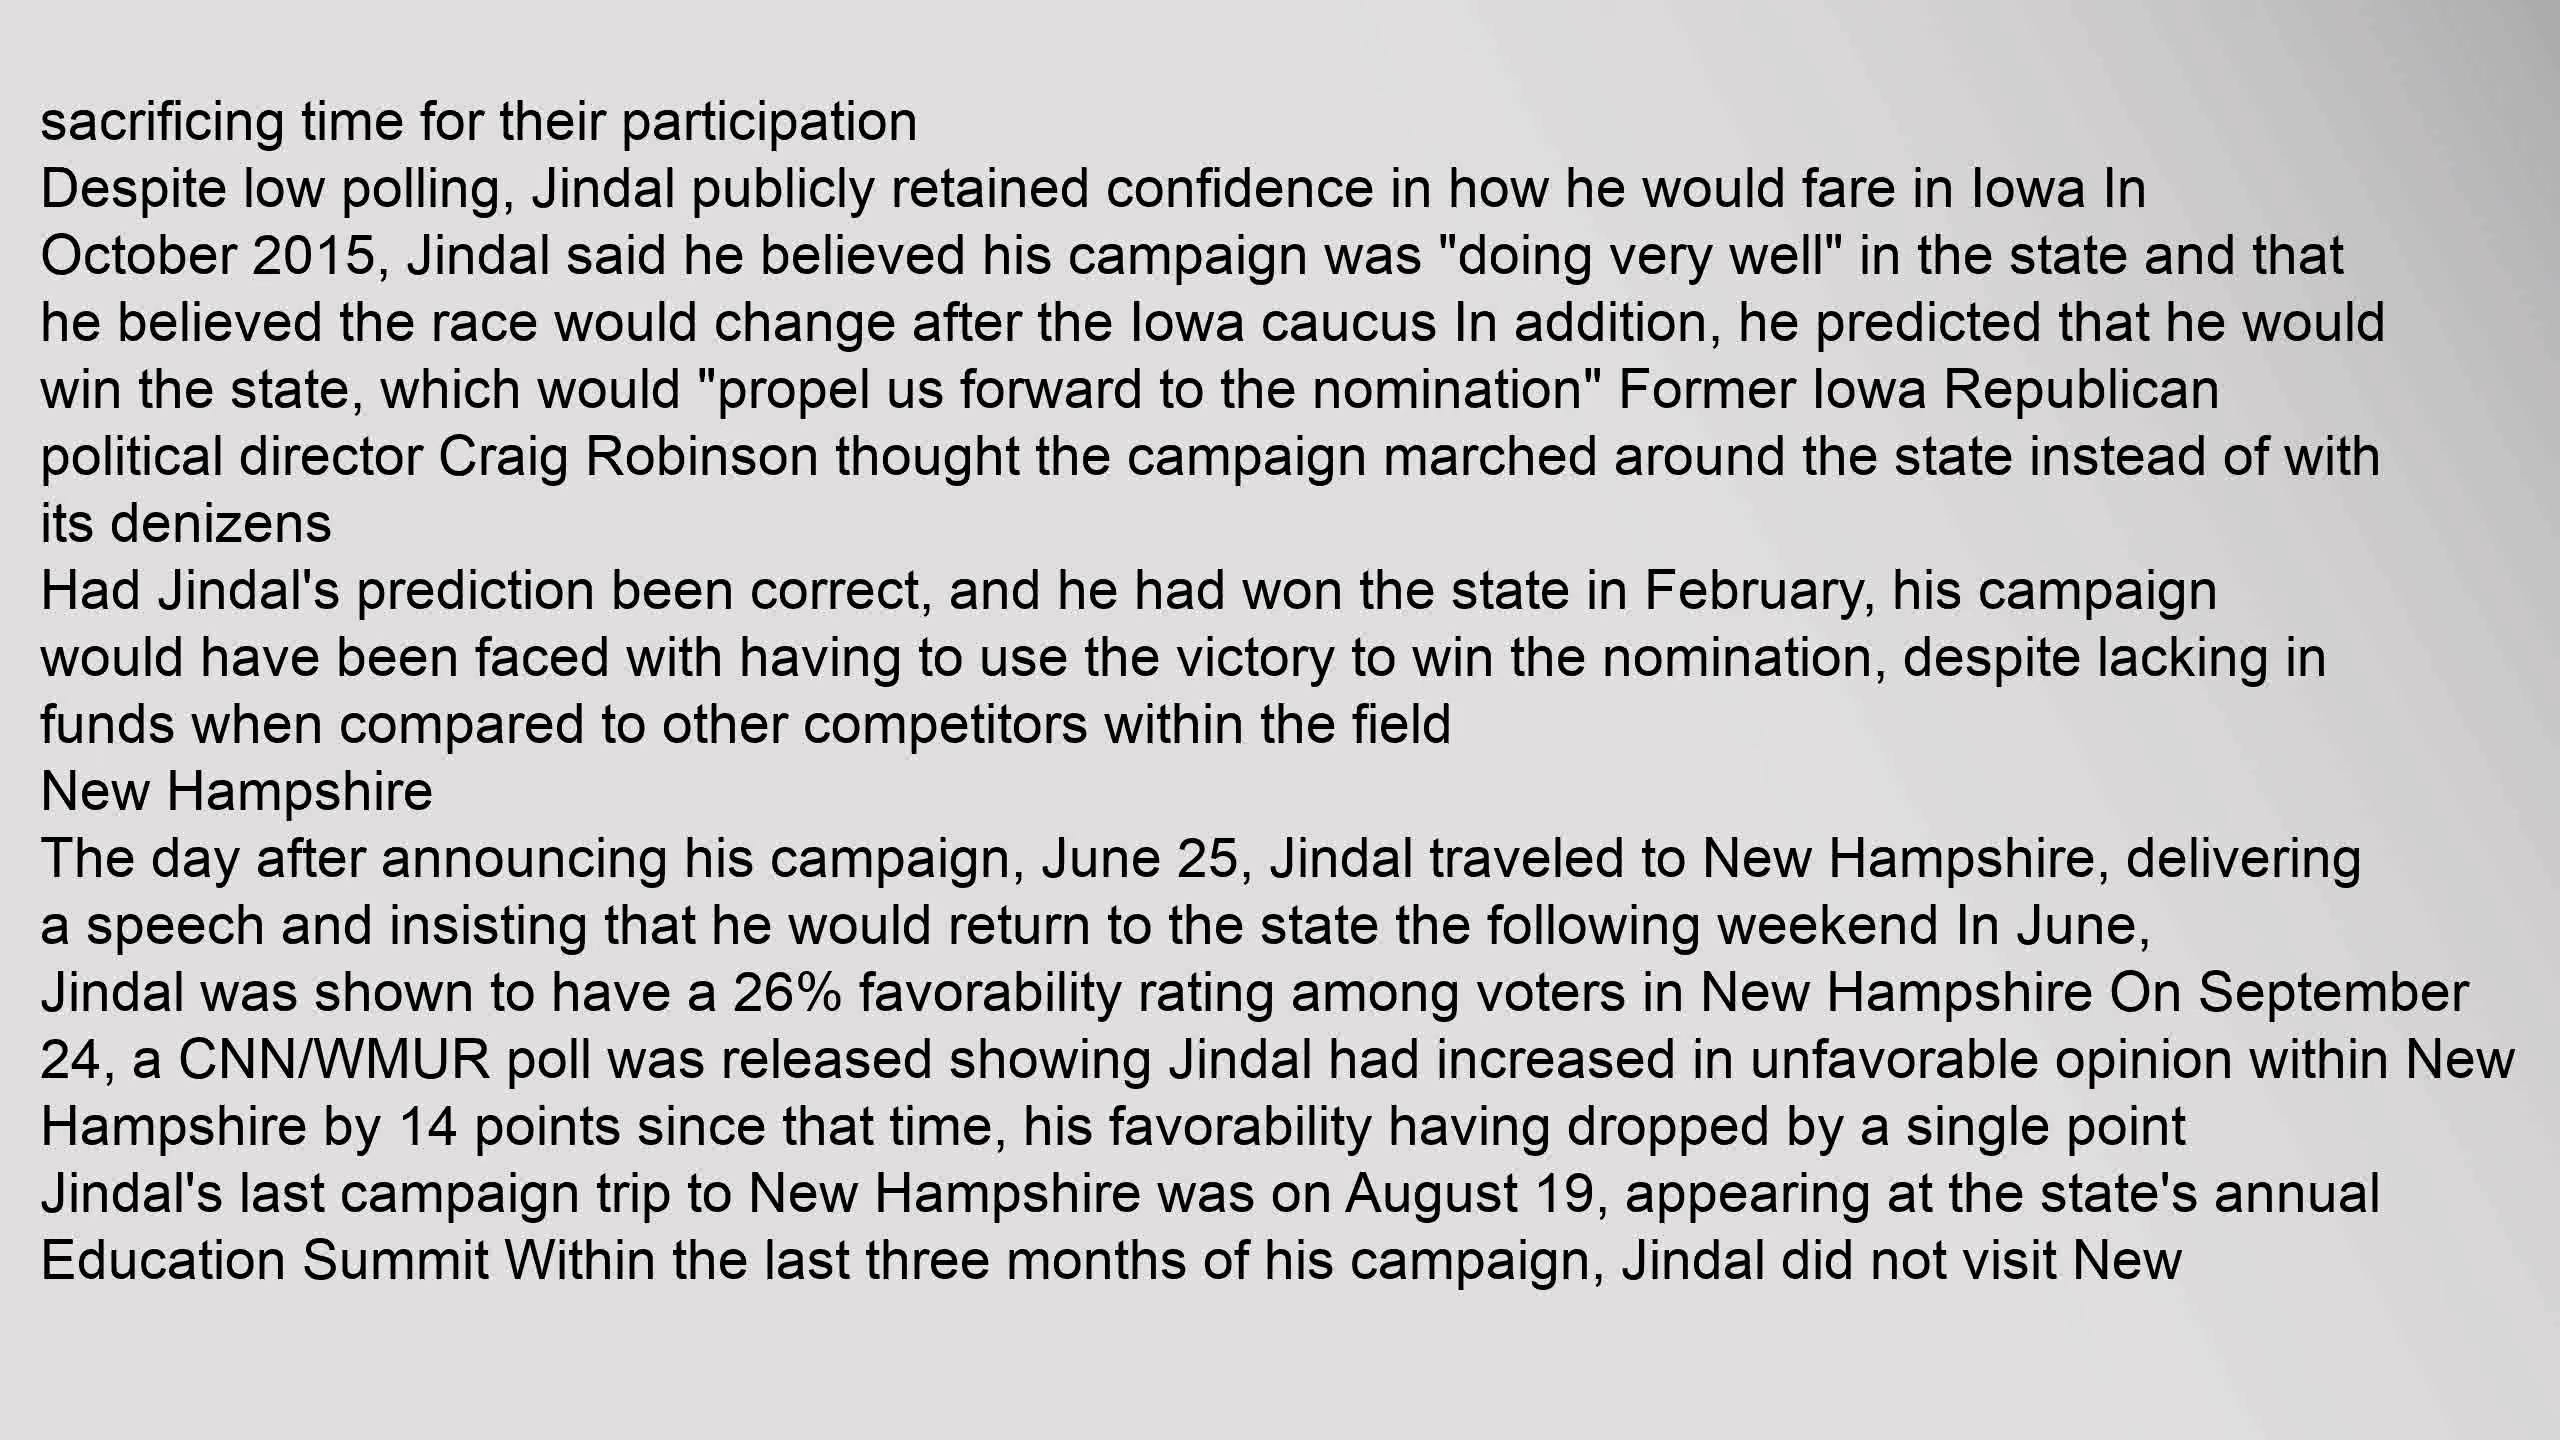 sacrificing time for their participation
Despite low polling, Jindal publicly retained confidence in how he would fare in Iowa In
October 2015, Jindal said he believed his campaign was "doing very well" in the state and that
he believed the race would change after the Iowa caucus In addition, he predicted that he would
win the state, which would "propel us forward to the nomination" Former Iowa Republican
political director Craig Robinson thought the campaign marched around the state instead of with
its denizens
Had Jindal's prediction been correct, and he had won the state in February, his campaign
would have been faced with having to use the victory to win the nomination, despite lacking in
funds when compared to other competitors within the field
New Hampshire
The day after announcing his campaign, June 25, Jindal traveled to New Hampshire, delivering
a speech and insisting that he would return to the state the following weekend In June,
Jindal was shown to have a 26% favorability rating among voters in New Hampshire On September
24, a CNN/WMUR poll was released showing Jindal had increased in unfavorable opinion within New
Hampshire by 14 points since that time, his favorability having dropped by a single point
Jindal's last campaign trip to New Hampshire was on August 19, appearing at the state's annual
Education Summit Within the last three months of his campaign, Jindal did not visit New